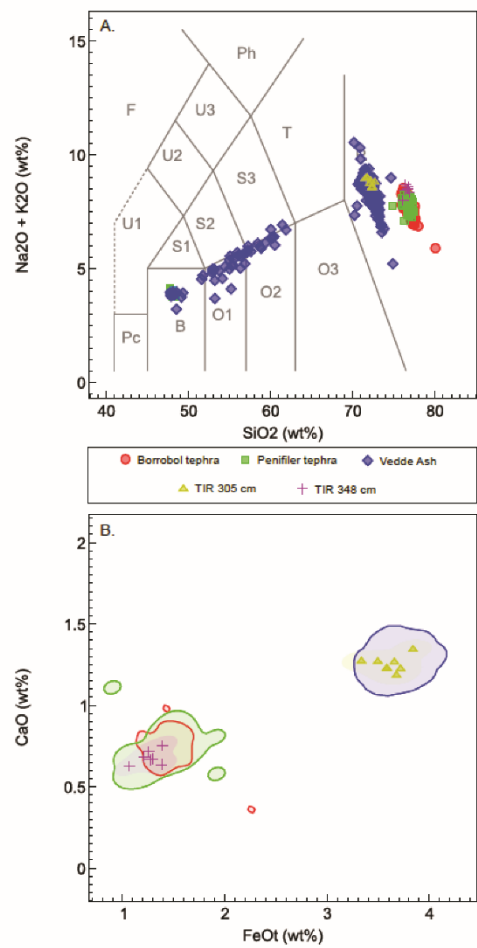 A.
Ph
F
U3
T
U2
S3
U1
S2
S1
O3
O2
O1
B
Pc
15
10
5
0
Na2O + K2O (wt%)
40 50 60 70 80
SiO2 (wt%)
Borrobol tephra Penifiler tephra Vedde Ash
TIR 305 cm TIR 348 cm
B.
2
1.5
1
0.5
0
CaO (wt%)
1 2 3 4
FeOt (wt%)